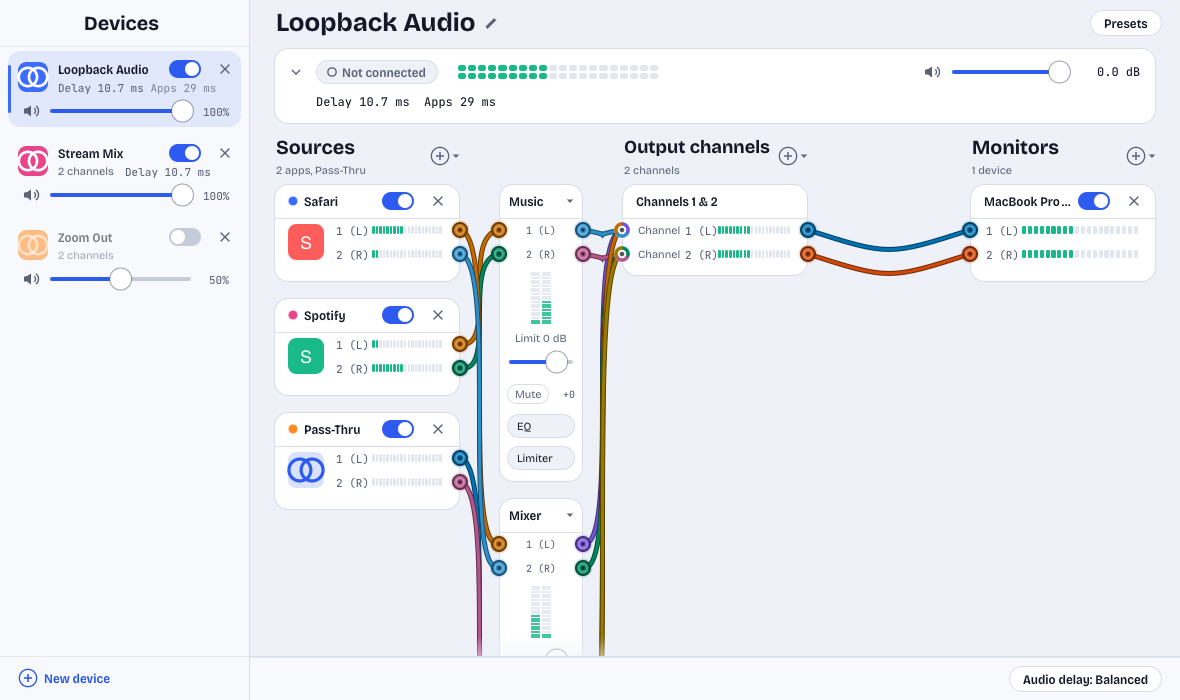 Devices
Loopback Audio
Delay 10.7 ms Apps 29 ms
100%
Stream Mix
2 channels Delay 10.7 ms
100%
Zoom Out
2 channels
50%
New device
Loopback Audio
Presets
Not connected
0.0 dB
Delay 10.7 ms Apps 29 ms
Sources
2 apps, Pass-Thru
Safari
S
1 (L)
2 (R)
Spotify
S
1 (L)
2 (R)
Pass-Thru
1 (L)
2 (R)
Music
1 (L)
2 (R)
Limit 0 dB
Mute +0
EQ
Limiter
Mixer
1 (L)
2 (R)
Output channels
2 channels
Channels 1 & 2
Channel 1 (L)
Channel 2 (R)
Monitors
1 device
MacBook Pro ...
1 (L)
2 (R)
Audio delay: Balanced